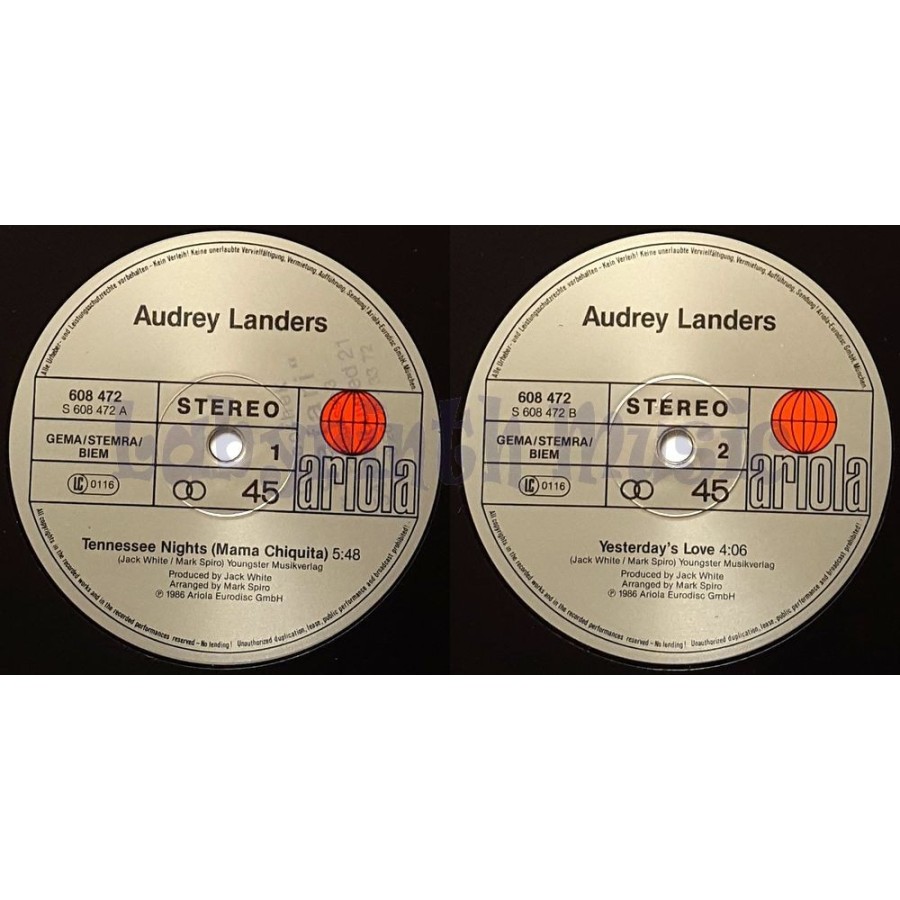 Alle Urheber- und Leistungsschutzrechte vorbehalten - Kein Verleih! Keine unerlaubte Vervielfältigung, Vermietung, Aufführung, Sendung! Ariola-Eurodisc GmbH, München.
Audrey Landers
608 472
S 608 472 A
STEREO
GEMA/STEMRA/
BIEM
1
LC 0116
45
ariola
Tennessee Nights (Mama Chiquita) 5:48
(Jack White / Mark Spiro) Youngster Musikverlag
Produced by Jack White
Arranged by Mark Spiro
℗ 1986 Ariola Eurodisc GmbH
All copyrights in the recorded works and in the recorded performances reserved – No lending! Unauthorized duplication, lease, public performance and broadcast prohibited!
Alle Urheber- und Leistungsschutzrechte vorbehalten - Kein Verleih! Keine unerlaubte Vervielfältigung, Vermietung, Aufführung, Sendung! Ariola-Eurodisc GmbH, München.
Audrey Landers
608 472
S 608 472 B
STEREO
GEMA/STEMRA/
BIEM
2
LC 0116
45
ariola
Yesterday's Love 4:06
(Jack White / Mark Spiro) Youngster Musikverlag
Produced by Jack White
Arranged by Mark Spiro
℗ 1986 Ariola Eurodisc GmbH
All copyrights in the recorded works and in the recorded performances reserved – No lending! Unauthorized duplication, lease, public performance and broadcast prohibited!
Labyrinth Music